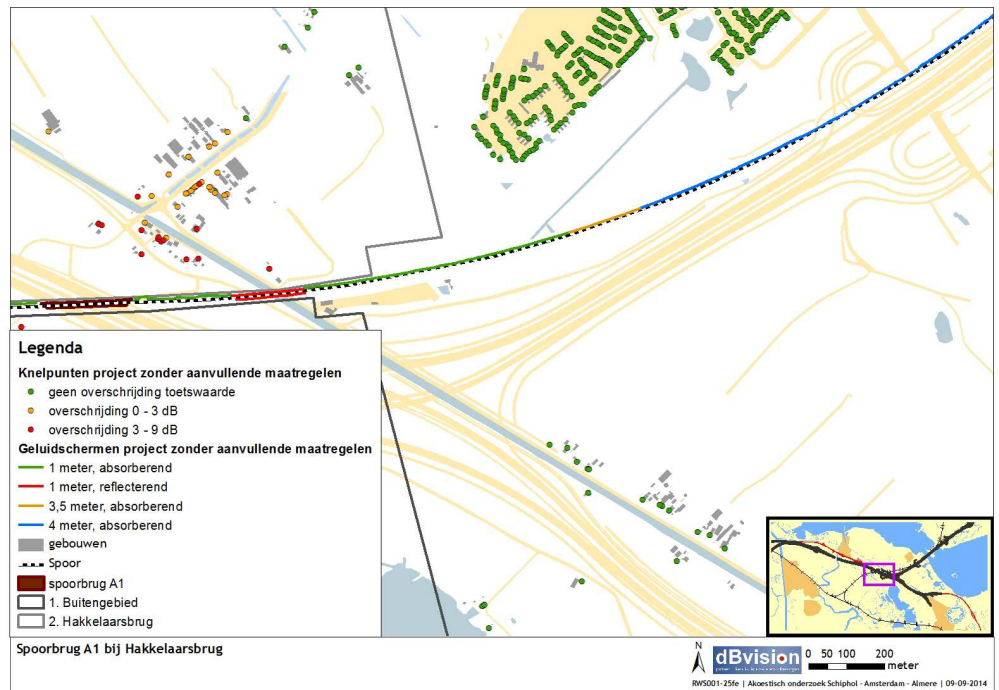 Legenda
Knelpunten project zonder aanvullende maatregelen
geen overschrijding toetswaarde
overschrijding 0 - 3 dB
overschrijding 3 - 9 dB
Geluidschermen project zonder aanvullende maatregelen
1 meter, absorberend
1 meter, reflecterend
3,5 meter, absorberend
4 meter, absorberend
gebouwen
Spoor
spoorbrug A1
1. Buitengebied
2. Hakkelaarsbrug
Spoorbrug A1 bij Hakkelaarsbrug
N
dBvision
0 50 100 200
meter
RWS001-25fe | Akoestisch onderzoek Schiphol - Amsterdam - Almere | 09-09-2014